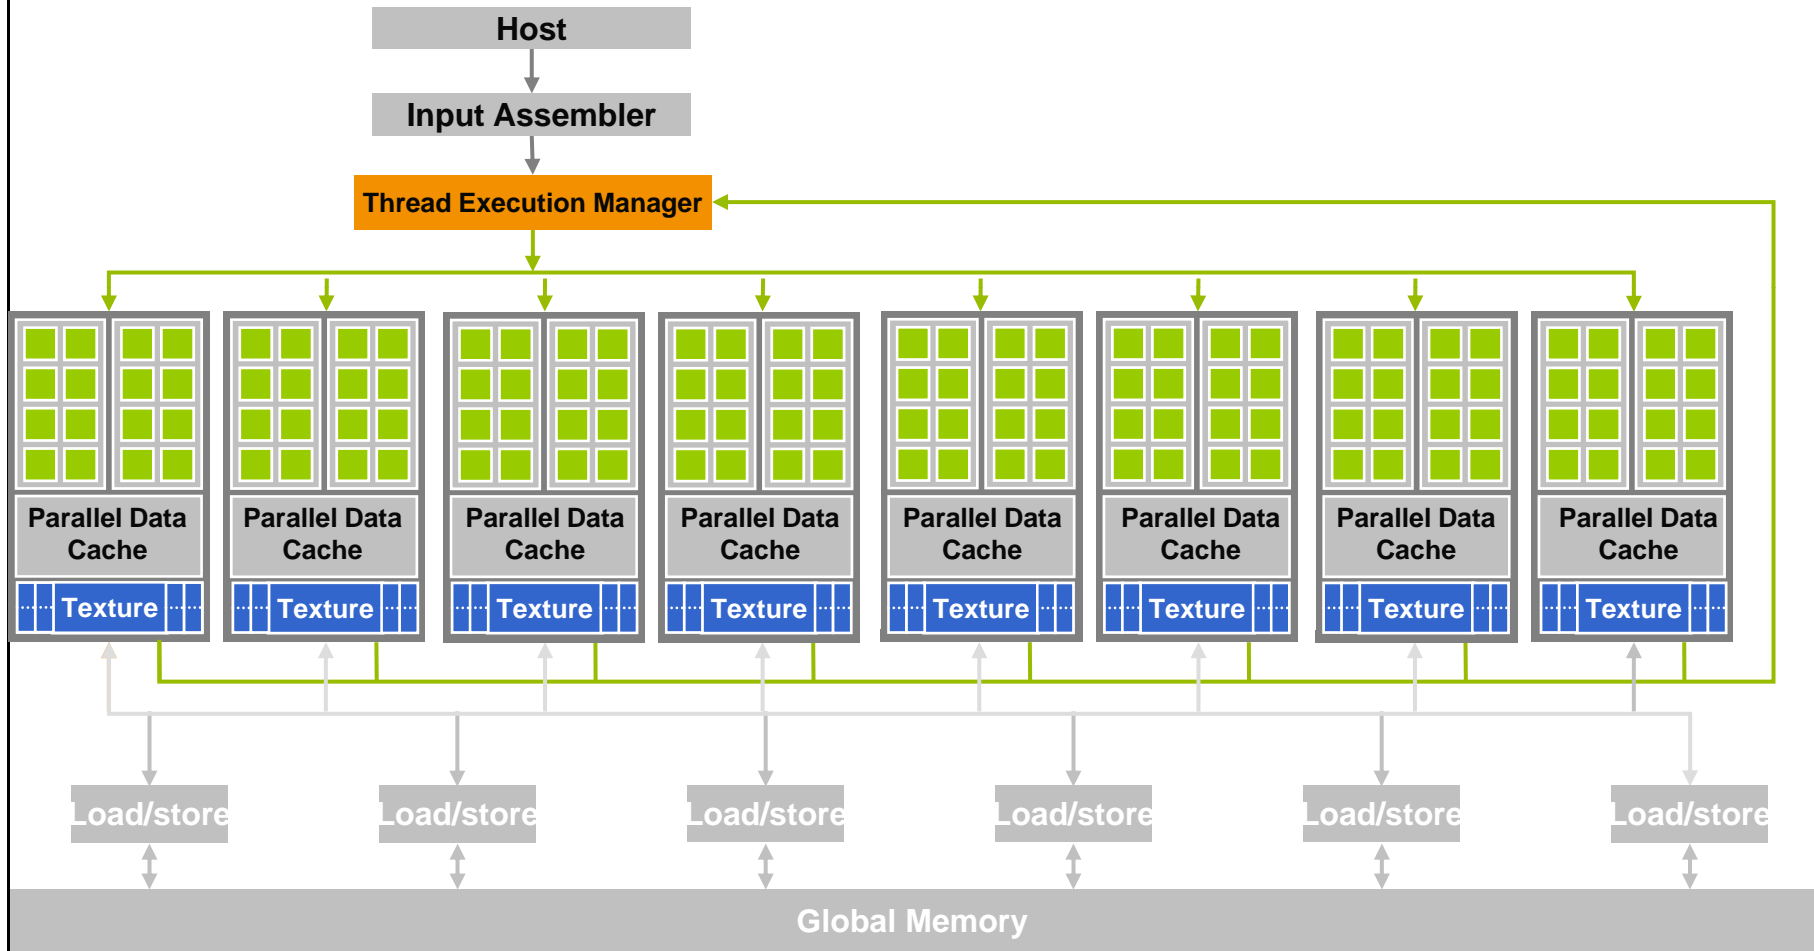 Host
Input Assembler
Thread Execution Manager
Parallel Data
Cache
Parallel Data
Cache
Parallel Data
Cache
Parallel Data
Cache
Parallel Data
Cache
Parallel Data
Cache
Parallel Data
Cache
Parallel Data
Cache
Texture
Texture
Texture
Texture
Texture
Texture
Texture
Texture
Load/store
Load/store
Load/store
Load/store
Load/store
Load/store
Global Memory